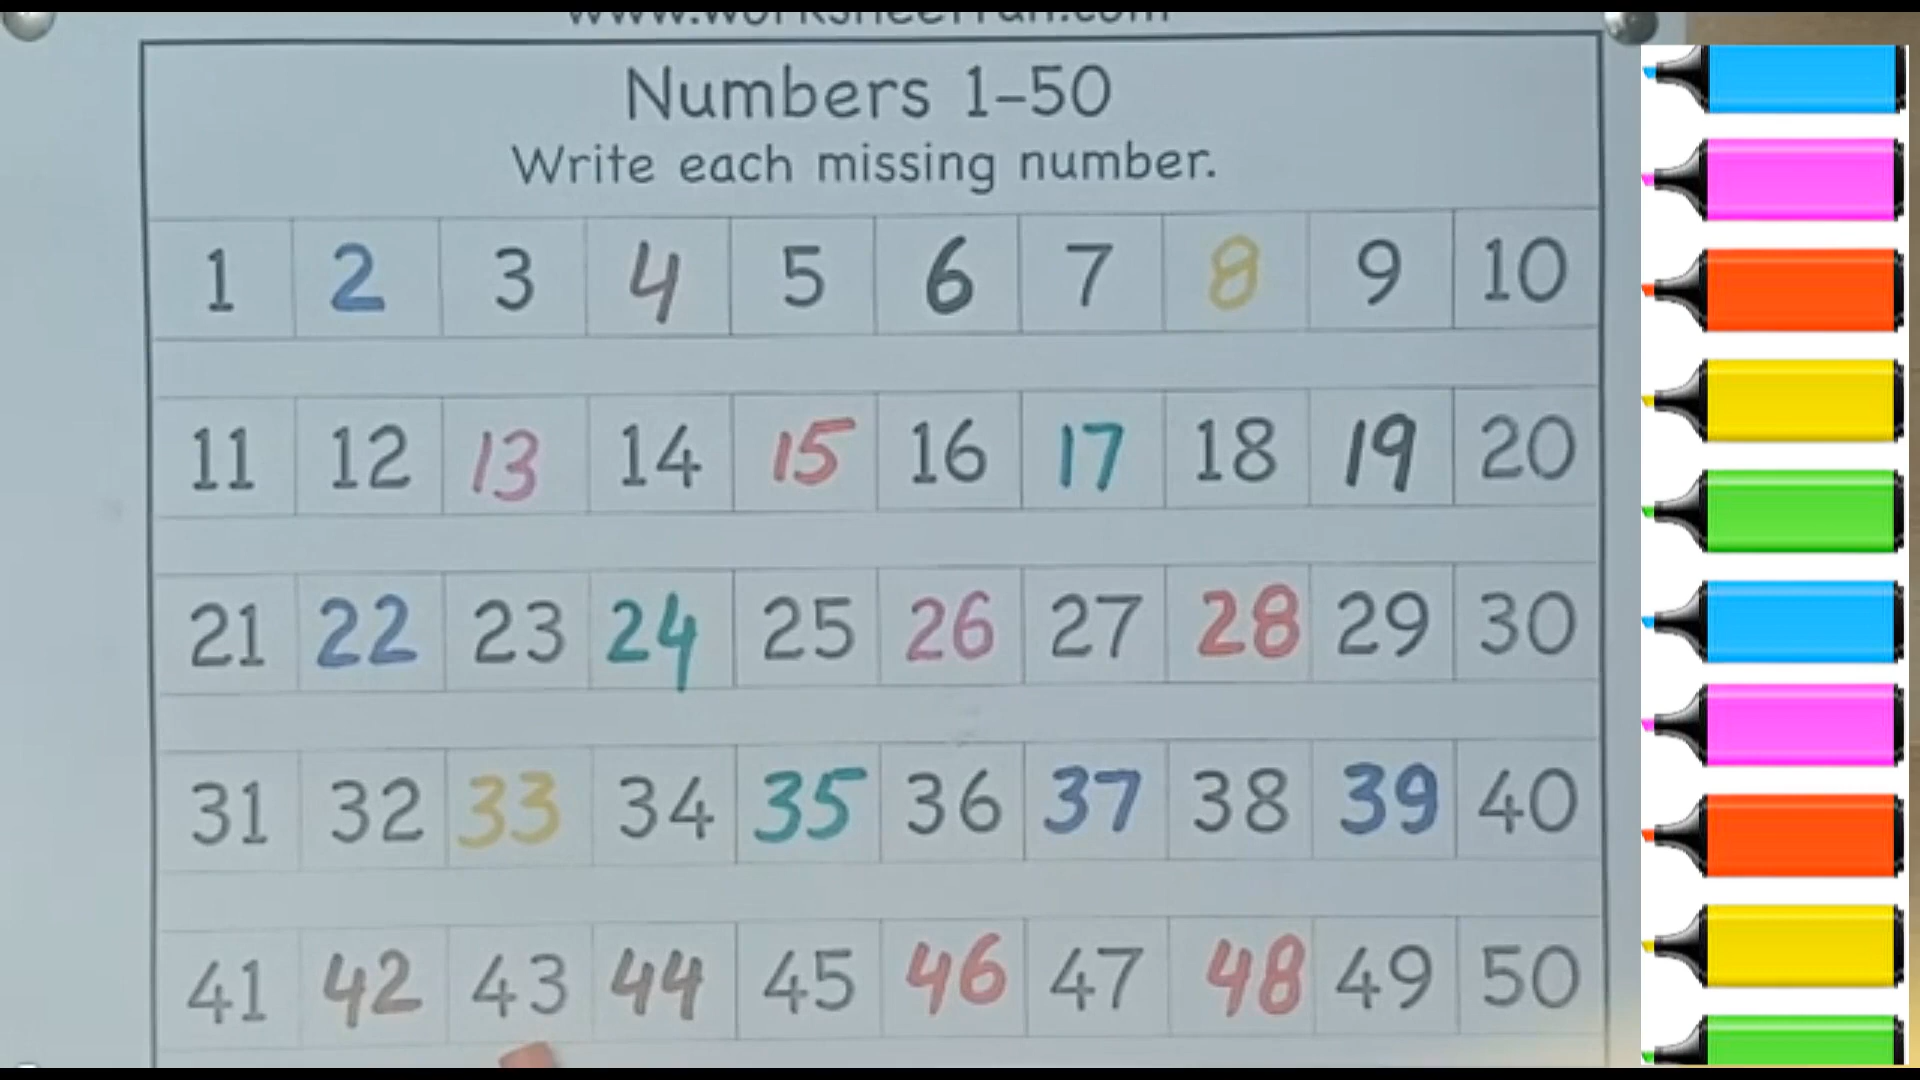 www.worksheetfun.com
Numbers 1-50
Write each missing number.
1 2 3 4 5 6 7 8 9 10
11 12 13 14 15 16 17 18 19 20
21 22 23 24 25 26 27 28 29 30
31 32 33 34 35 36 37 38 39 40
41 42 43 44 45 46 47 48 49 50